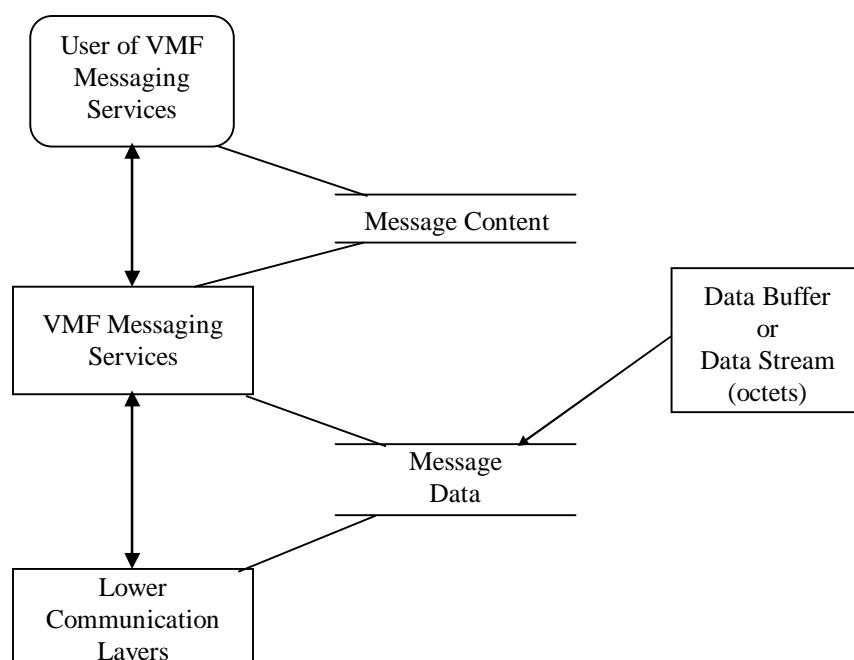 User of VMF
Messaging
Services
Message Content
VMF Messaging
Services
Data Buffer
or
Data Stream
(octets)
Message
Data
Lower
Communication
Layers